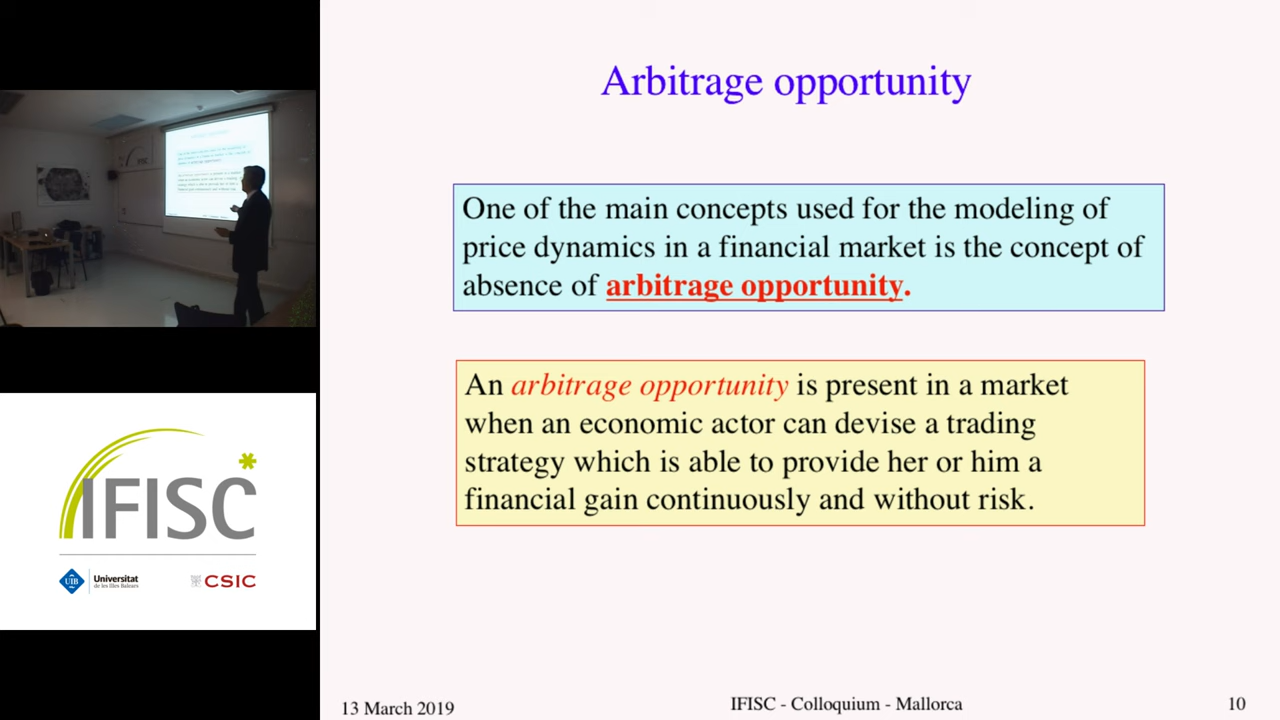 Arbitrage opportunity
One of the main concepts used for the modeling of
price dynamics in a financial market is the concept of
absence of arbitrage opportunity.
An arbitrage opportunity is present in a market
when an economic actor can devise a trading
strategy which is able to provide her or him a
financial gain continuously and without risk.
IFISC
UIB
Universitat
de les Illes Balears
CSIC
13 March 2019
IFISC - Colloquium - Mallorca
10